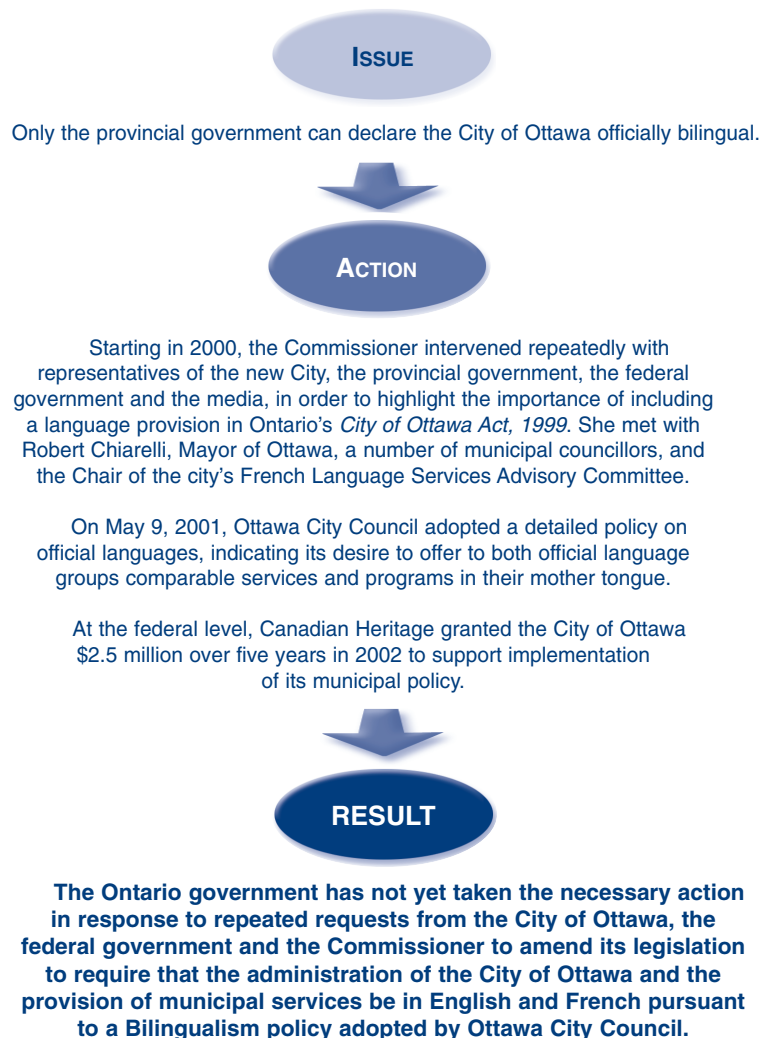 ISSUE
Only the provincial government can declare the City of Ottawa officially bilingual.
ACTION
Starting in 2000, the Commissioner intervened repeatedly with
representatives of the new City, the provincial government, the federal
government and the media, in order to highlight the importance of including
a language provision in Ontario's City of Ottawa Act, 1999. She met with
Robert Chiarelli, Mayor of Ottawa, a number of municipal councillors, and
the Chair of the city's French Language Services Advisory Committee.
On May 9, 2001, Ottawa City Council adopted a detailed policy on
official languages, indicating its desire to offer to both official language
groups comparable services and programs in their mother tongue.
At the federal level, Canadian Heritage granted the City of Ottawa
$2.5 million over five years in 2002 to support implementation
of its municipal policy.
RESULT
The Ontario government has not yet taken the necessary action
in response to repeated requests from the City of Ottawa, the
federal government and the Commissioner to amend its legislation
to require that the administration of the City of Ottawa and the
provision of municipal services be in English and French pursuant
to a Bilingualism policy adopted by Ottawa City Council.